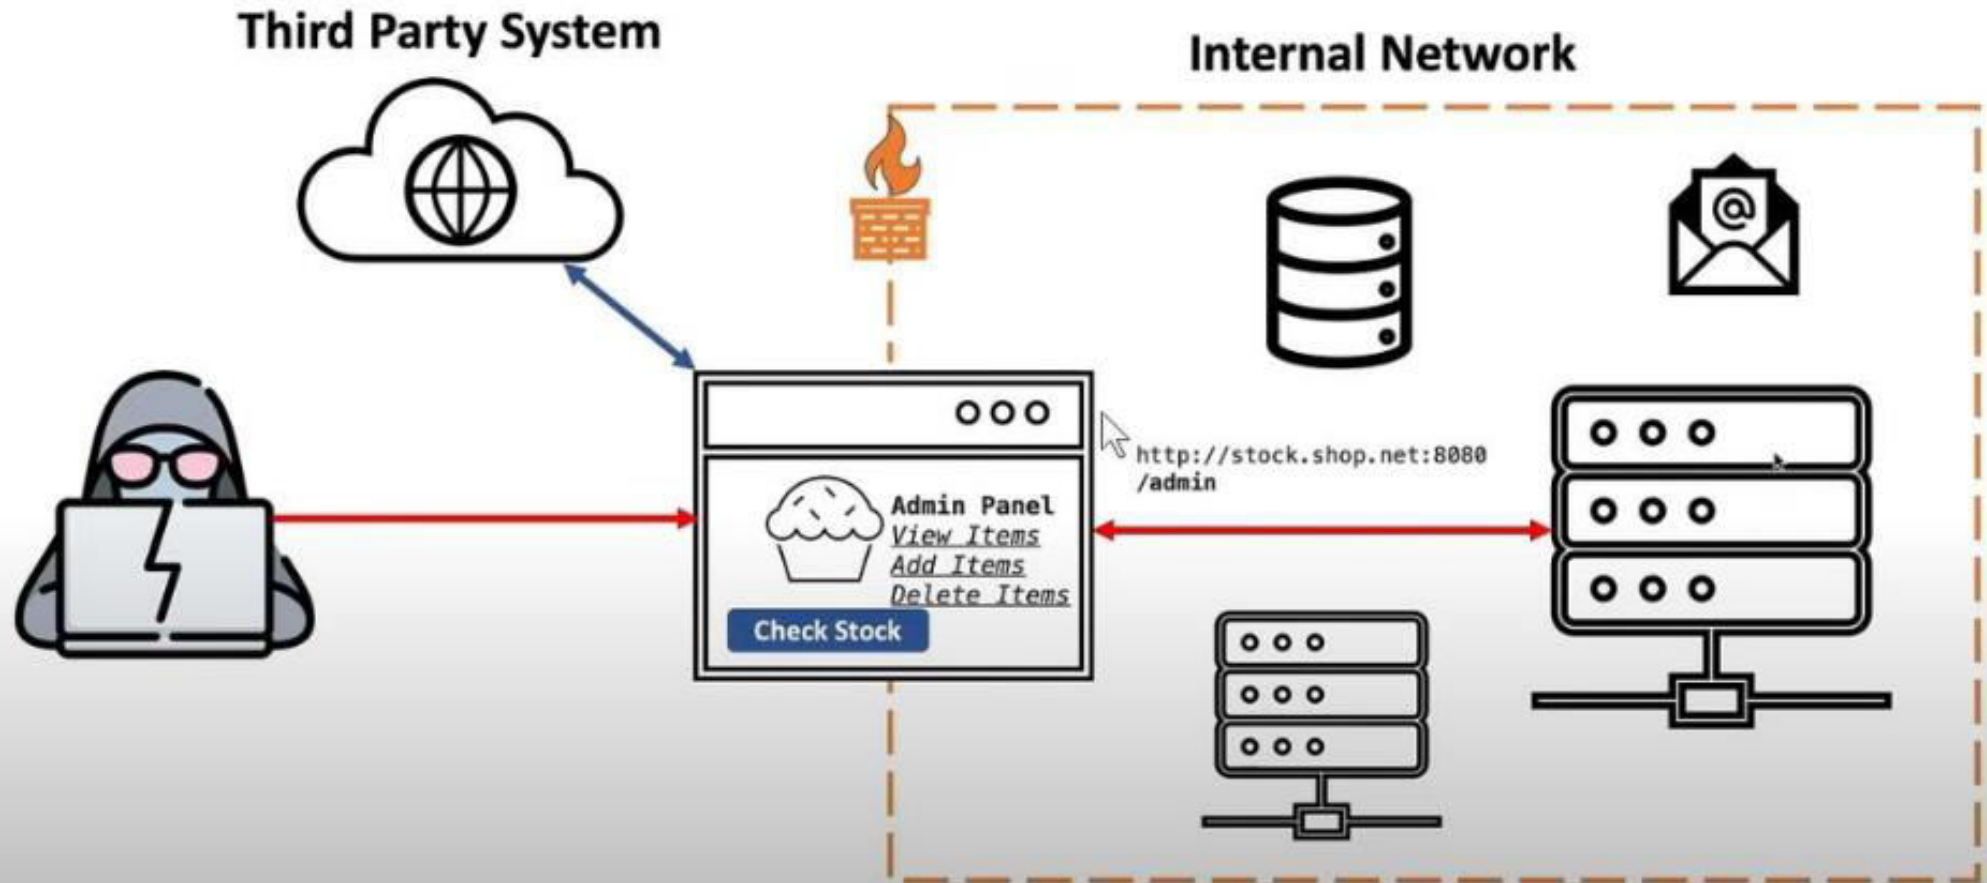 Third Party System
Internal Network
@
http://stock.shop.net:8080
/admin
Admin Panel
View Items
Add Items
Delete Items
Check Stock